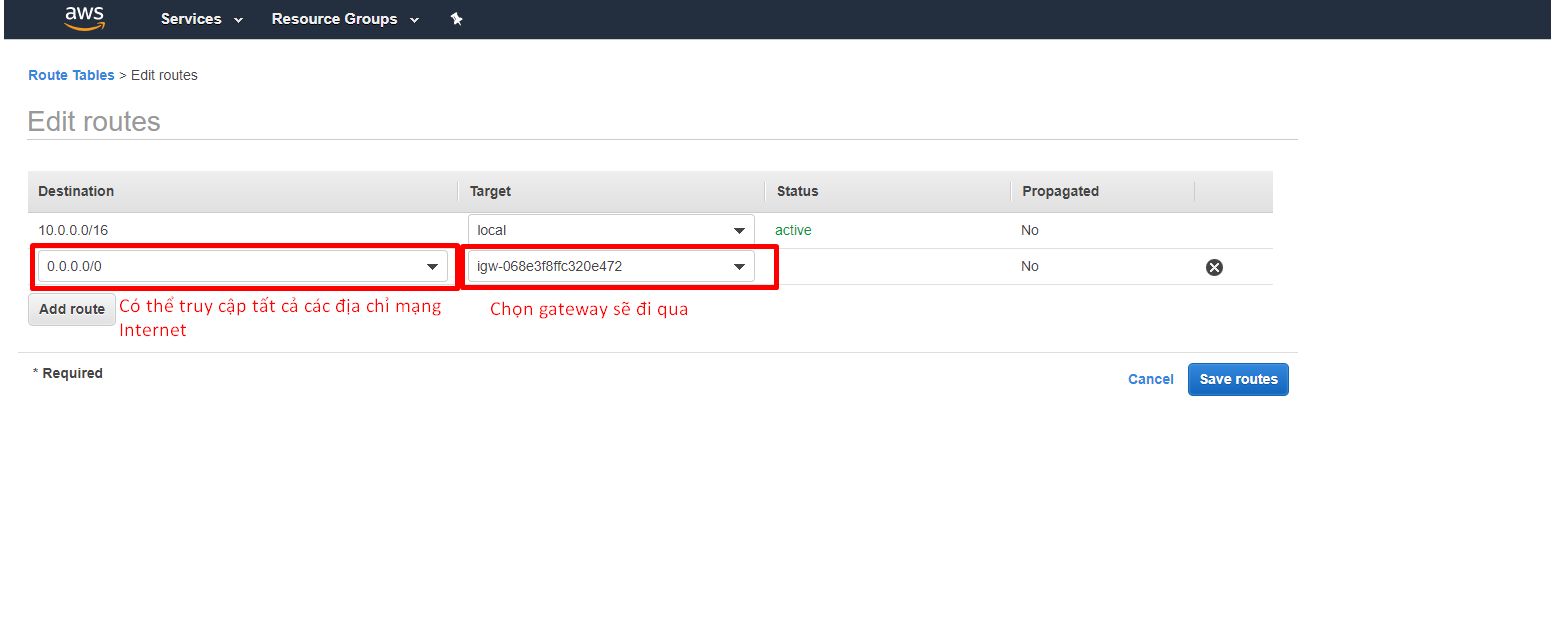 aws Services Resource Groups
Route Tables > Edit routes
Edit routes
Destination Target Status Propagated
10.0.0.0/16 local active No
0.0.0.0/0 igw-068e3f8ffc320e472 No
Add route Có thể truy cập tất cả các địa chỉ mạng Chọn gateway sẽ đi qua
Internet
* Required
Cancel Save routes